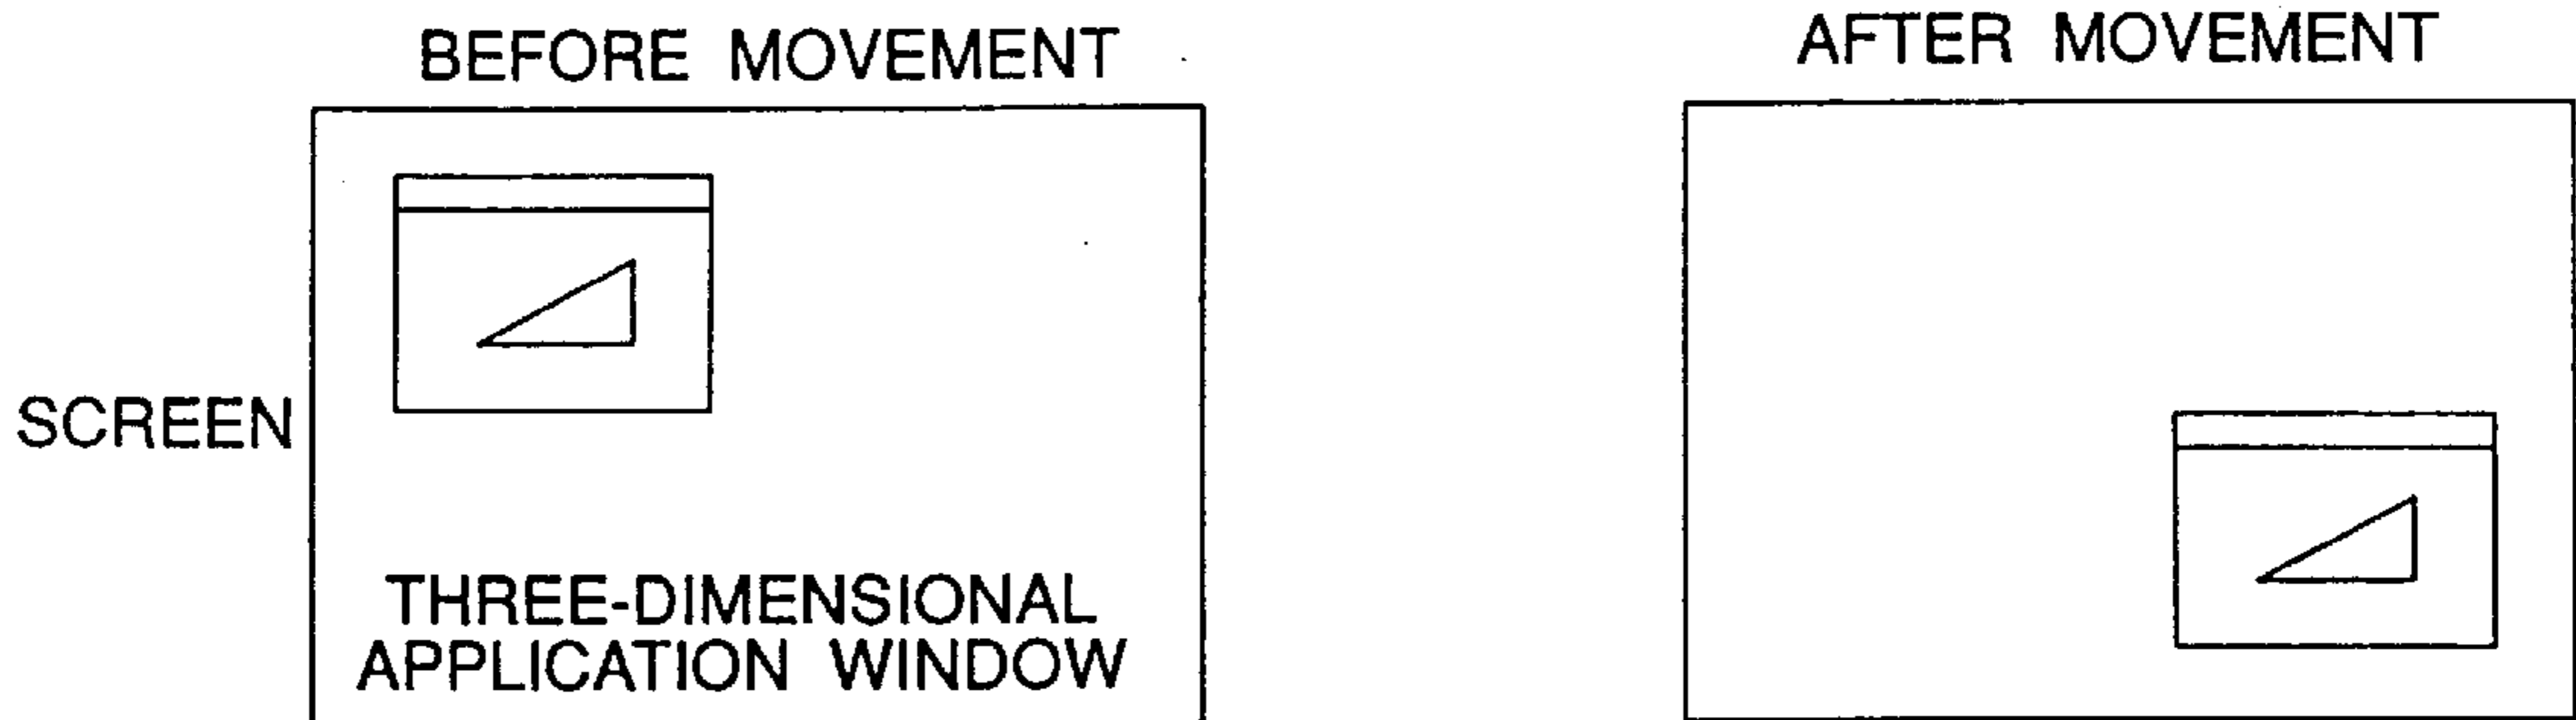 BEFORE MOVEMENT
AFTER MOVEMENT
SCREEN
THREE-DIMENSIONAL
APPLICATION WINDOW